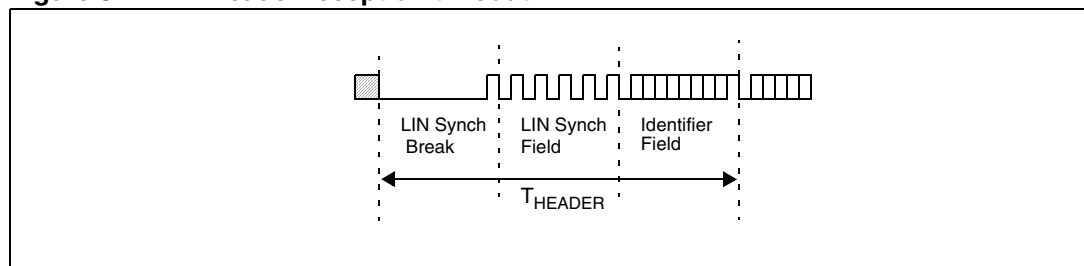 LIN Synch
Break
LIN Synch
Field
Identifier
Field
THEADER